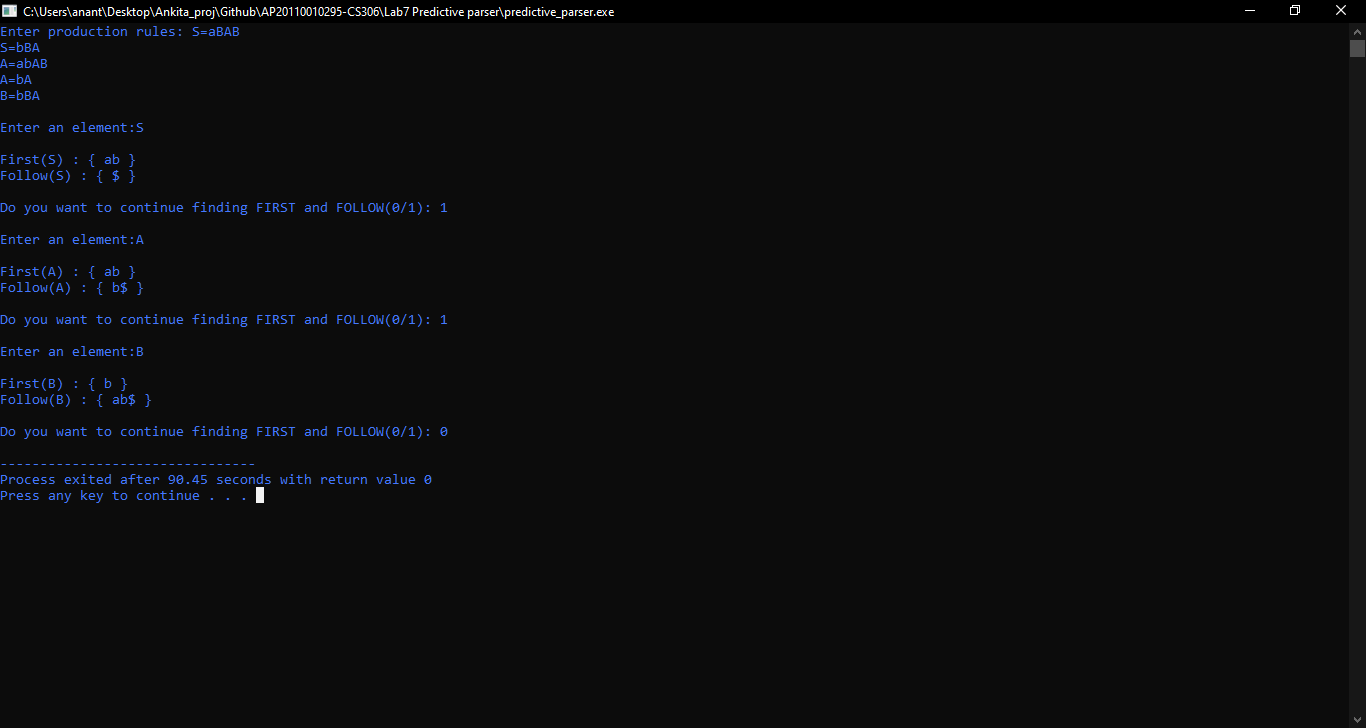 C:\Users\anant\Desktop\Ankita_proj\Github\AP20110010295-CS306\Lab7 Predictive parser\predictive_parser.exe
Enter production rules: S=aBAB
S=bBA
A=abAB
A=bA
B=bBA
Enter an element:S
First(S) : { ab }
Follow(S) : { $ }
Do you want to continue finding FIRST and FOLLOW(0/1): 1
Enter an element:A
First(A) : { ab }
Follow(A) : { b$ }
Do you want to continue finding FIRST and FOLLOW(0/1): 1
Enter an element:B
First(B) : { b }
Follow(B) : { ab$ }
Do you want to continue finding FIRST and FOLLOW(0/1): 0
--------------------------------
Process exited after 90.45 seconds with return value 0
Press any key to continue . . .